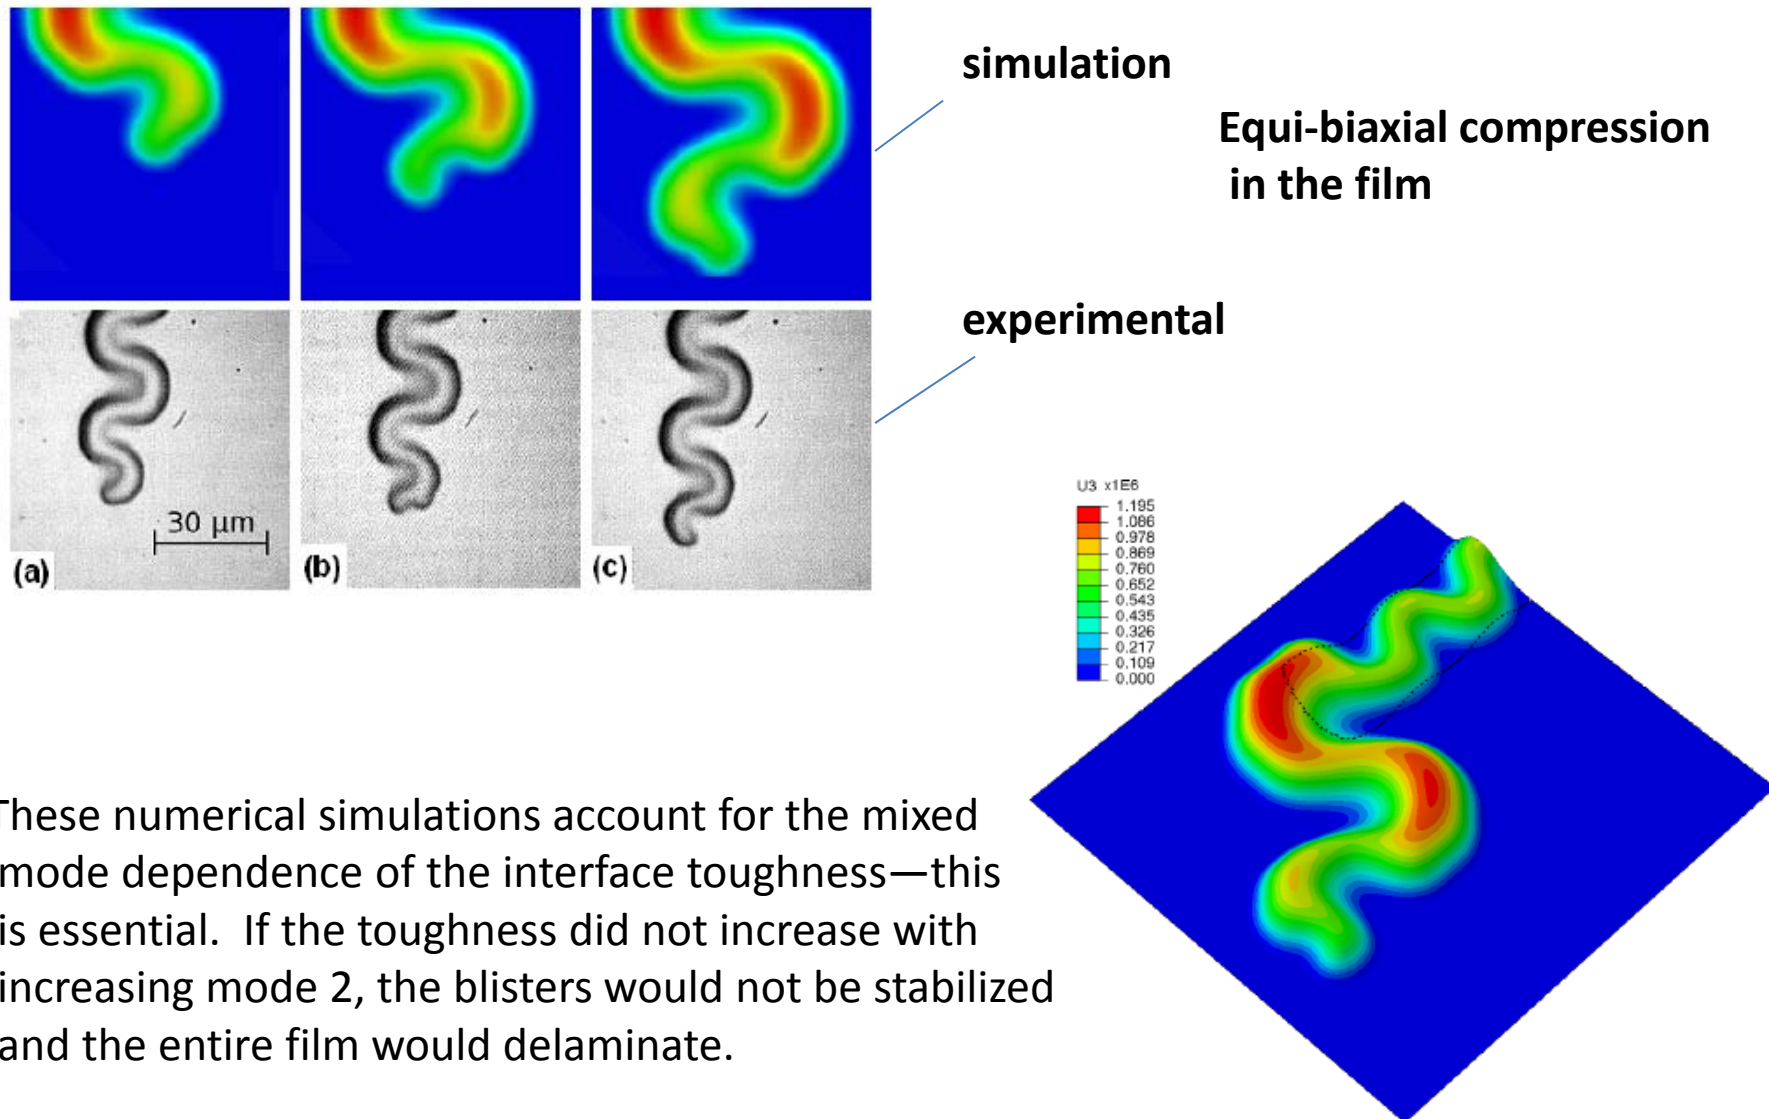 simulation
Equi-biaxial compression
in the film
experimental
30 μm
(a)
(b)
(c)
U3 x1E6
1.195
1.086
0.978
0.869
0.760
0.652
0.543
0.435
0.326
0.217
0.109
0.000
These numerical simulations account for the mixed
mode dependence of the interface toughness—this
is essential. If the toughness did not increase with
increasing mode 2, the blisters would not be stabilized
and the entire film would delaminate.